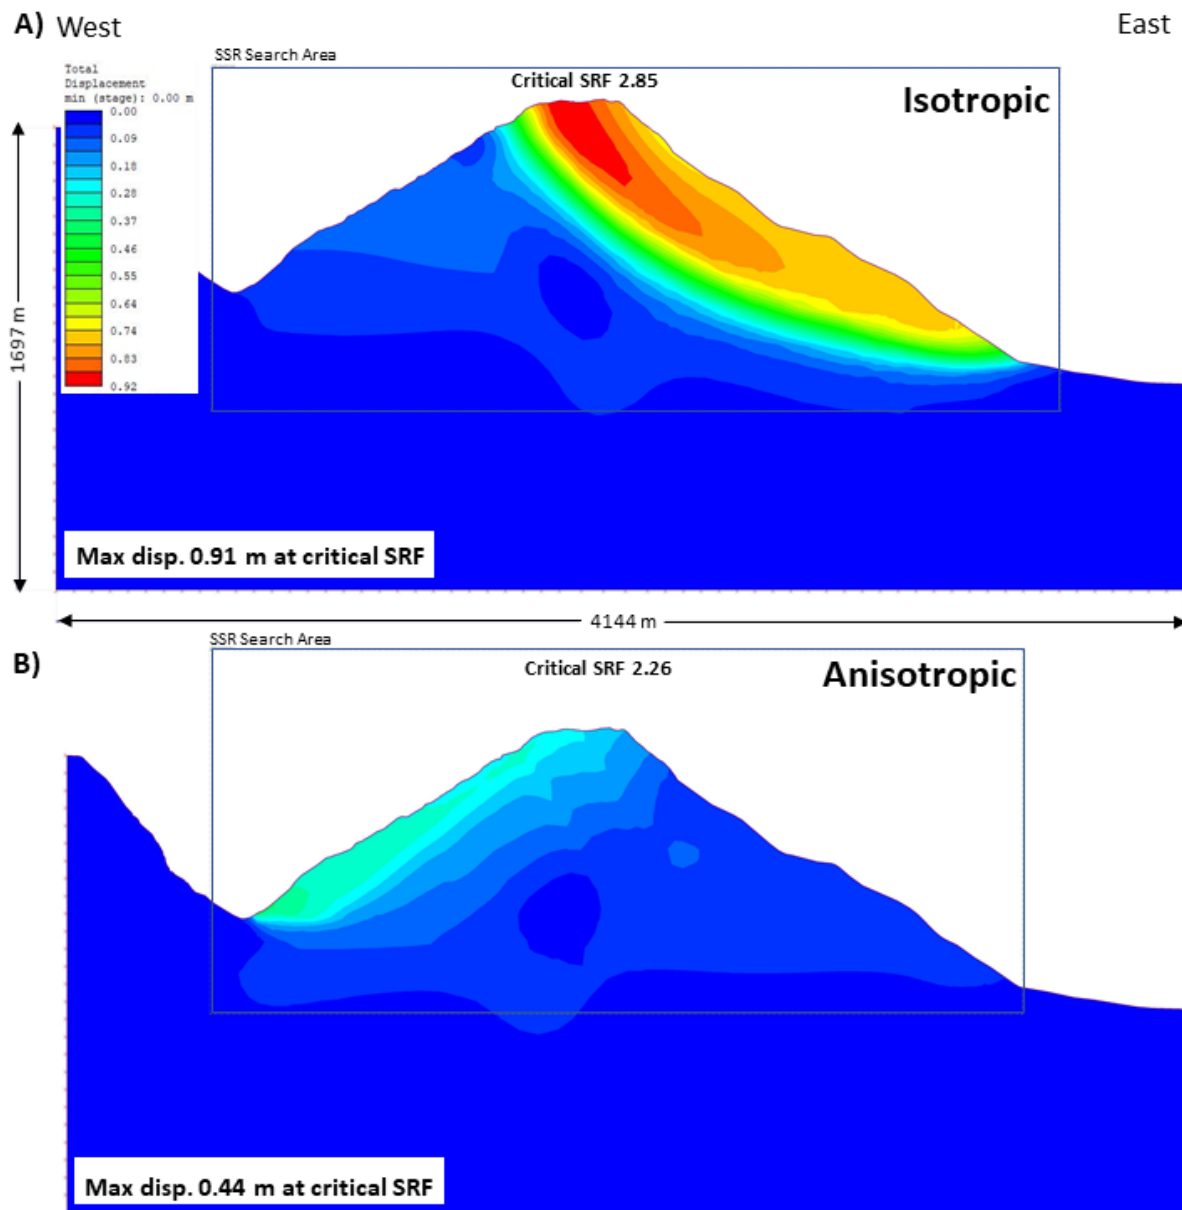 A) West
East
SSR Search Area
Total
Displacement
min (stage): 0.00 m
0.00
0.09
0.18
0.28
0.37
0.46
0.55
0.64
0.74
0.83
0.92
Critical SRF 2.85
Isotropic
1697 m
Max disp. 0.91 m at critical SRF
4144 m
SSR Search Area
B)
Critical SRF 2.26
Anisotropic
Max disp. 0.44 m at critical SRF